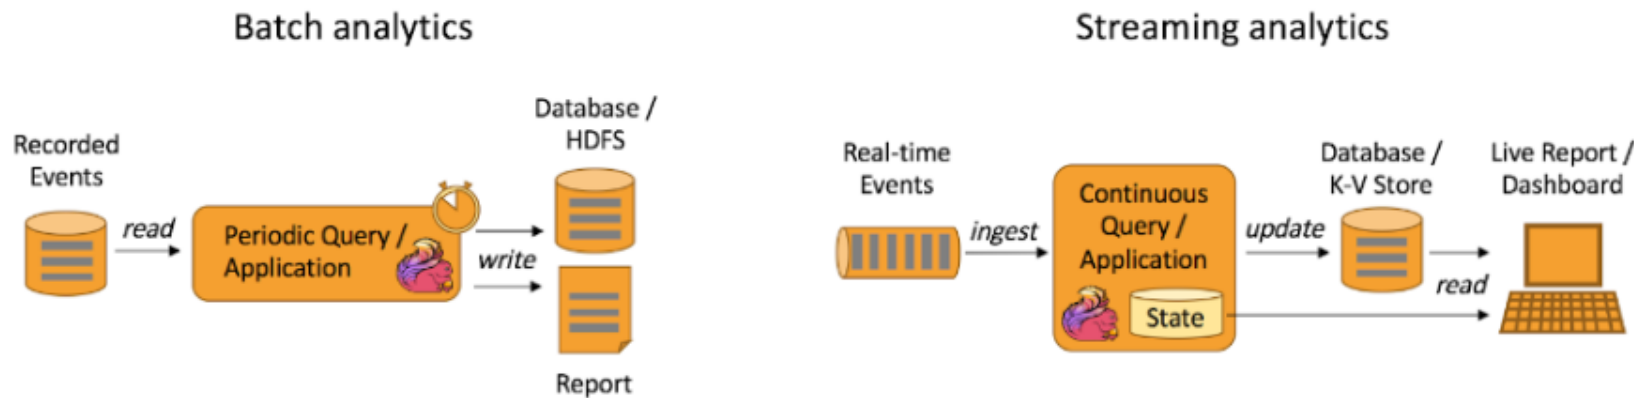 Batch analytics
Recorded
Events
read
Periodic Query /
Application
write
Database /
HDFS
Report
Streaming analytics
Real-time
Events
ingest
Continuous
Query /
Application
State
update
Database /
K-V Store
read
Live Report /
Dashboard